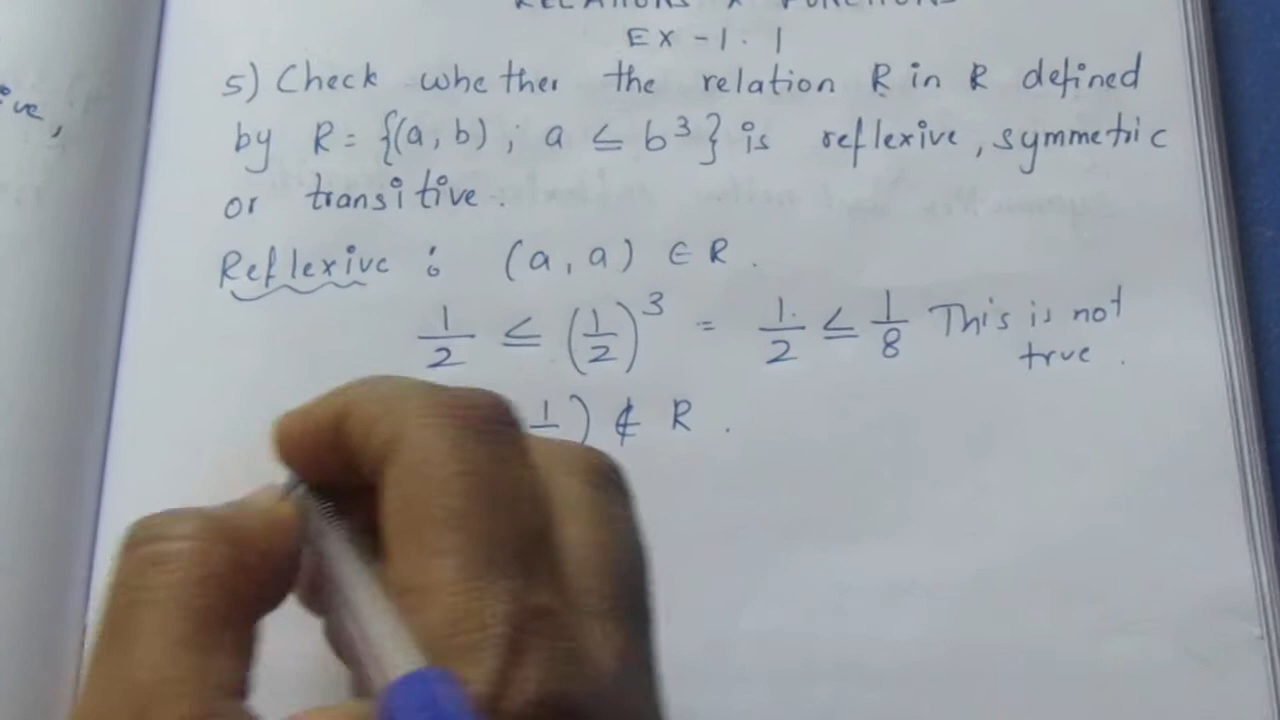 EX - 1.1
ive,
5) Check whether the relation R in R defined
by R = {(a, b) ; a ≤ b³} is reflexive, symmetric
or transitive.
Reflexive : (a, a) ∈ R.
1/2 ≤ (1/2)³ = 1/2 ≤ 1/8 This is not
true.
1 ) ∉ R.